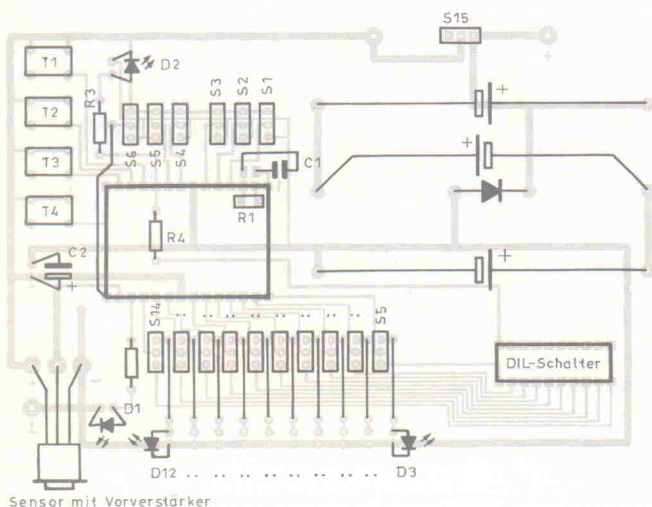 S15
+
T1
D2
T2
R3
S3
S2
S1
+
T3
S6
S5
S4
C1
+
T4
R1
R4
C2
+
+
S14
..  ..  ..  ..  ..  ..  ..
S5
DIL-Schalter
+
-
D1
D12 .. .. .. .. .. .. .. D3
Sensor mit Vorverstärker